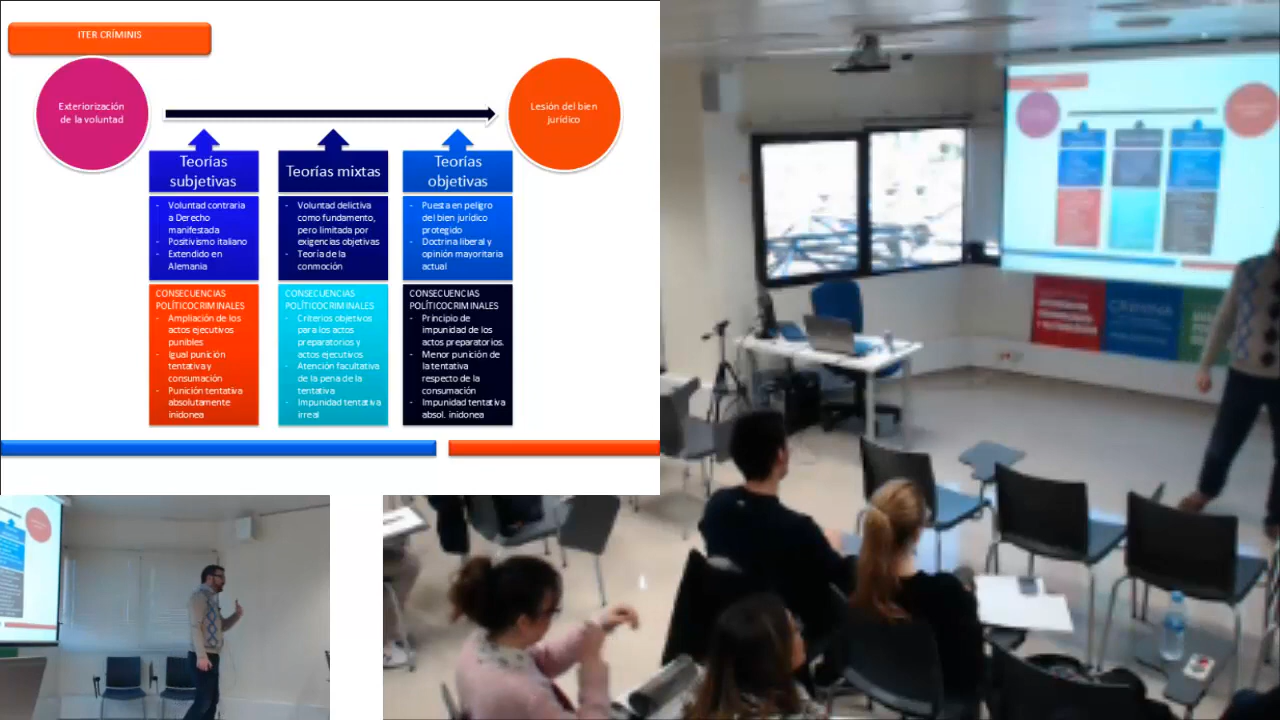 ITER CRÍMINIS
Exteriorización
de la voluntad
Lesión del bien
jurídico
Teorías
subjetivas
- Voluntad contraria
a Derecho
manifestada
- Positivismo italiano
- Extendido en
Alemania
CONSECUENCIAS
POLÍTICOCRIMINALES
- Ampliación de los
actos ejecutivos
punibles
- Igual punición
tentativa y
consumación
- Punición tentativa
absolutamente
inidonea
Teorías mixtas
- Voluntad delictiva
como fundamento,
pero limitada por
exigencias objetivas
- Teoría de la
conmoción
CONSECUENCIAS
POLÍTICOCRIMINALES
- Criterios objetivos
para los actos
preparatorios y
actos ejecutivos
- Atención facultativa
de la pena de la
tentativa
- Impunidad tentativa
irreal
Teorías
objetivas
- Puesta en peligro
del bien jurídico
protegido
- Doctrina liberal y
opinión mayoritaria
actual
CONSECUENCIAS
POLÍTICOCRIMINALES
- Principio de
impunidad de los
actos preparatorios.
- Menor punición de
la tentativa
respecto de la
consumación
- Impunidad tentativa
absol. inidonea